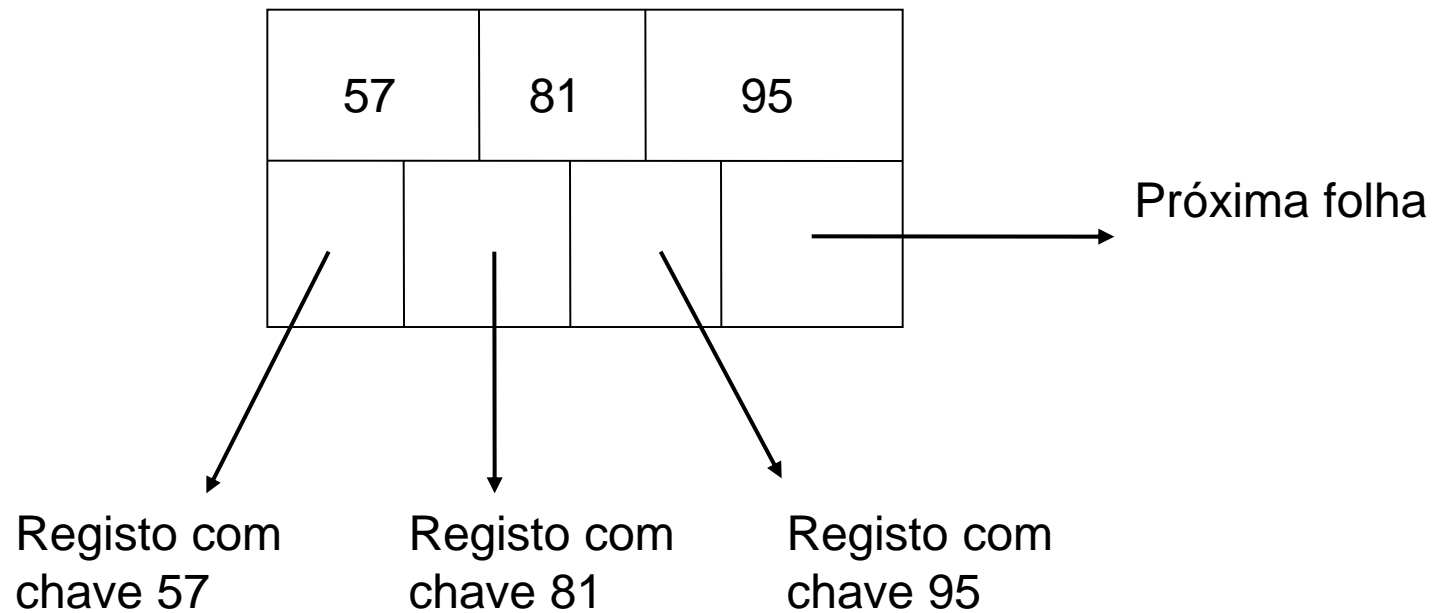 57 81 95
Próxima folha
Registo com
chave 57
Registo com
chave 81
Registo com
chave 95